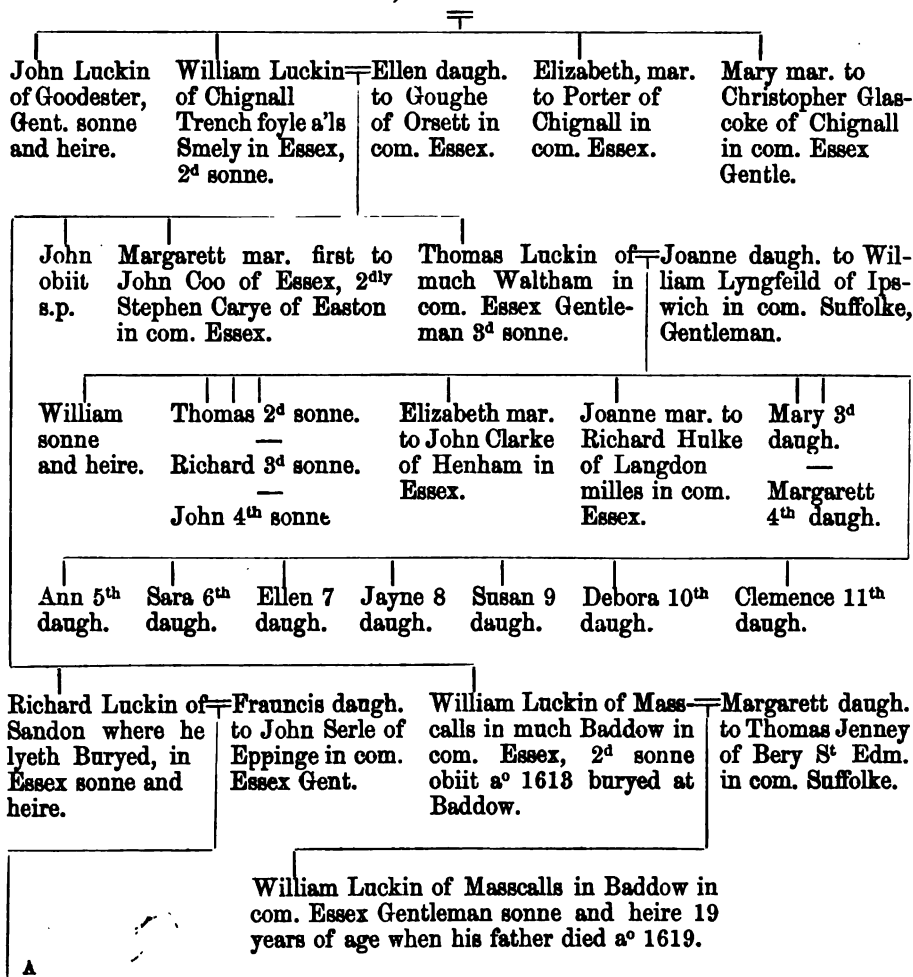 John Luckin
of Goodester,
Gent. sonne
and heire.
William Luckin
of Chignall
Trench foyle a'ls
Smely in Essex,
2d sonne.
Ellen daugh.
to Goughe
of Orsett in
com. Essex.
Elizabeth, mar.
to Porter of
Chignall in
com. Essex.
Mary mar. to
Christopher Glas-
coke of Chignall
in com. Essex
Gentle.
John
obiit
s.p.
Margarett mar. first to
John Coo of Essex, 2dly
Stephen Carye of Easton
in com. Essex.
Thomas Luckin of
much Waltham in
com. Essex Gentle-
man 3d sonne.
Joanne daugh. to Wil-
liam Lyngfeild of Ips-
wich in com. Suffolke,
Gentleman.
William
sonne
and heire.
Thomas 2d sonne.
—
Richard 3d sonne.
—
John 4th sonne
Elizabeth mar.
to John Clarke
of Henham in
Essex.
Joanne mar. to
Richard Hulke
of Langdon
milles in com.
Essex.
Mary 3d
daugh.
—
Margarett
4th daugh.
Ann 5th
daugh.
Sara 6th
daugh.
Ellen 7
daugh.
Jayne 8
daugh.
Susan 9
daugh.
Debora 10th
daugh.
Clemence 11th
daugh.
Richard Luckin of
Sandon where he
lyeth Buryed, in
Essex sonne and
heire.
Frauncis daugh.
to John Serle of
Eppinge in com.
Essex Gent.
William Luckin of Mass-
calls in much Baddow in
com. Essex, 2d sonne
obiit ao 1613 buryed at
Baddow.
Margarett daugh.
to Thomas Jenney
of Bery St Edm.
in com. Suffolke.
William Luckin of Masscalls in Baddow in
com. Essex Gentleman sonne and heire 19
years of age when his father died ao 1619.
A